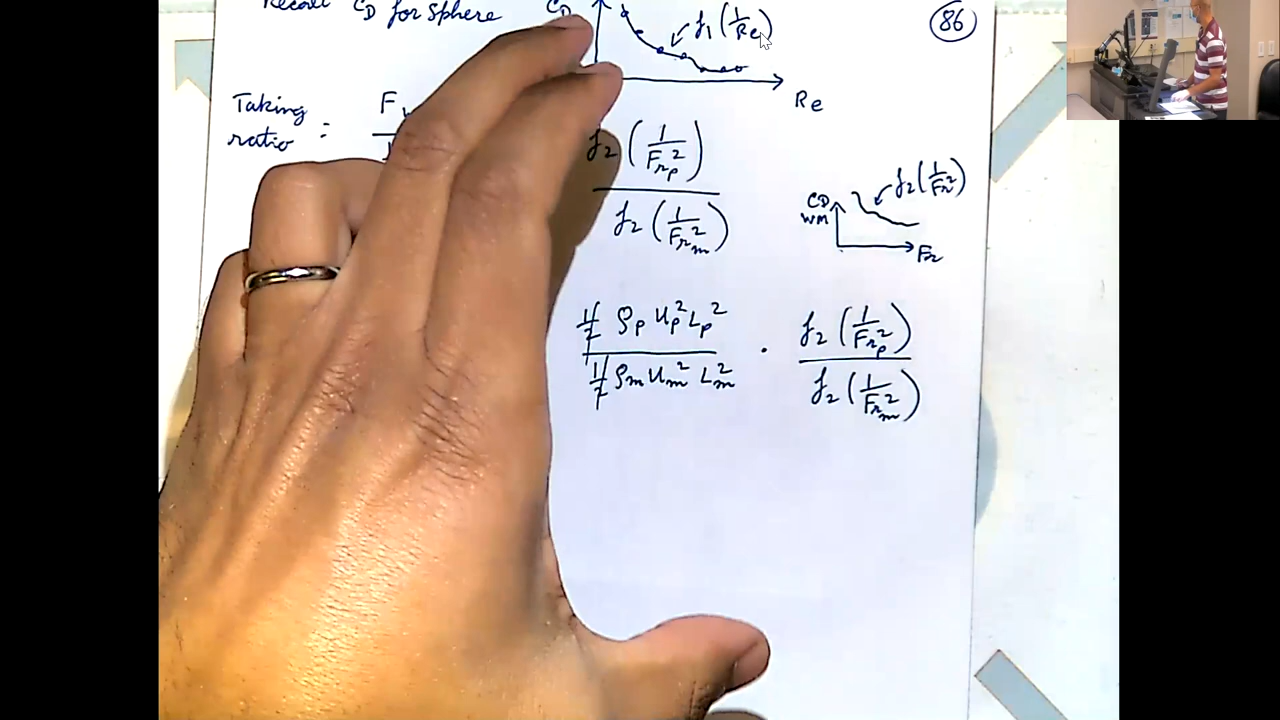 Recall C_D for sphere C_D f_1 (1/Re) 86
Re
Taking ratio : F f_2 (1/Fr_p^2) / f_2 (1/Fr_m^2)
C_D WM f_2 (1/Fr^2)
Fr
1/2 ρ_p U_p^2 L_p^2 / 1/2 ρ_m U_m^2 L_m^2 · f_2 (1/Fr_p^2) / f_2 (1/Fr_m^2)